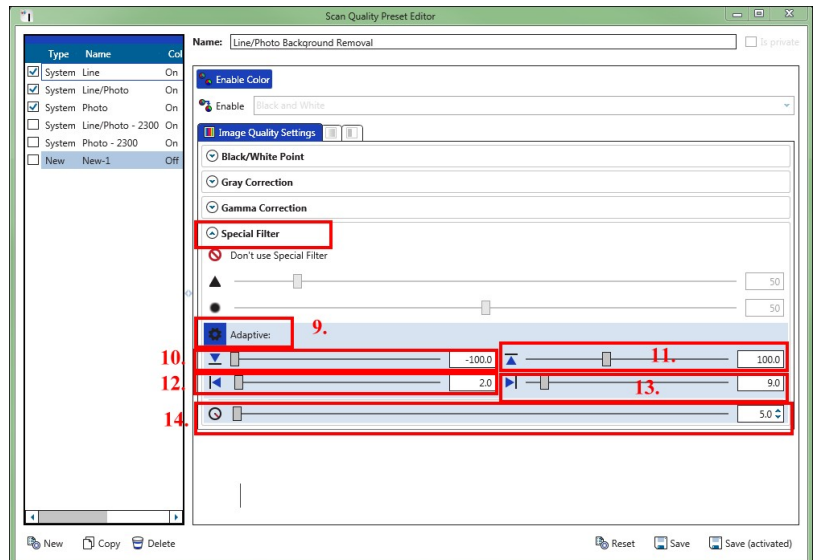 Scan Quality Preset Editor
Name: Line/Photo Background Removal Is private
Type Name Col
System Line On
System Line/Photo On
System Photo On
System Line/Photo - 2300 On
System Photo - 2300 On
New New-1 Off
Enable Color
Enable Black and White
Image Quality Settings
Black/White Point
Gray Correction
Gamma Correction
Special Filter
Don't use Special Filter
50
50
9.
Adaptive:
10. -100.0 11. 100.0
12. 2.0 13. 9.0
14. 5.0
New Copy Delete Reset Save Save (activated)